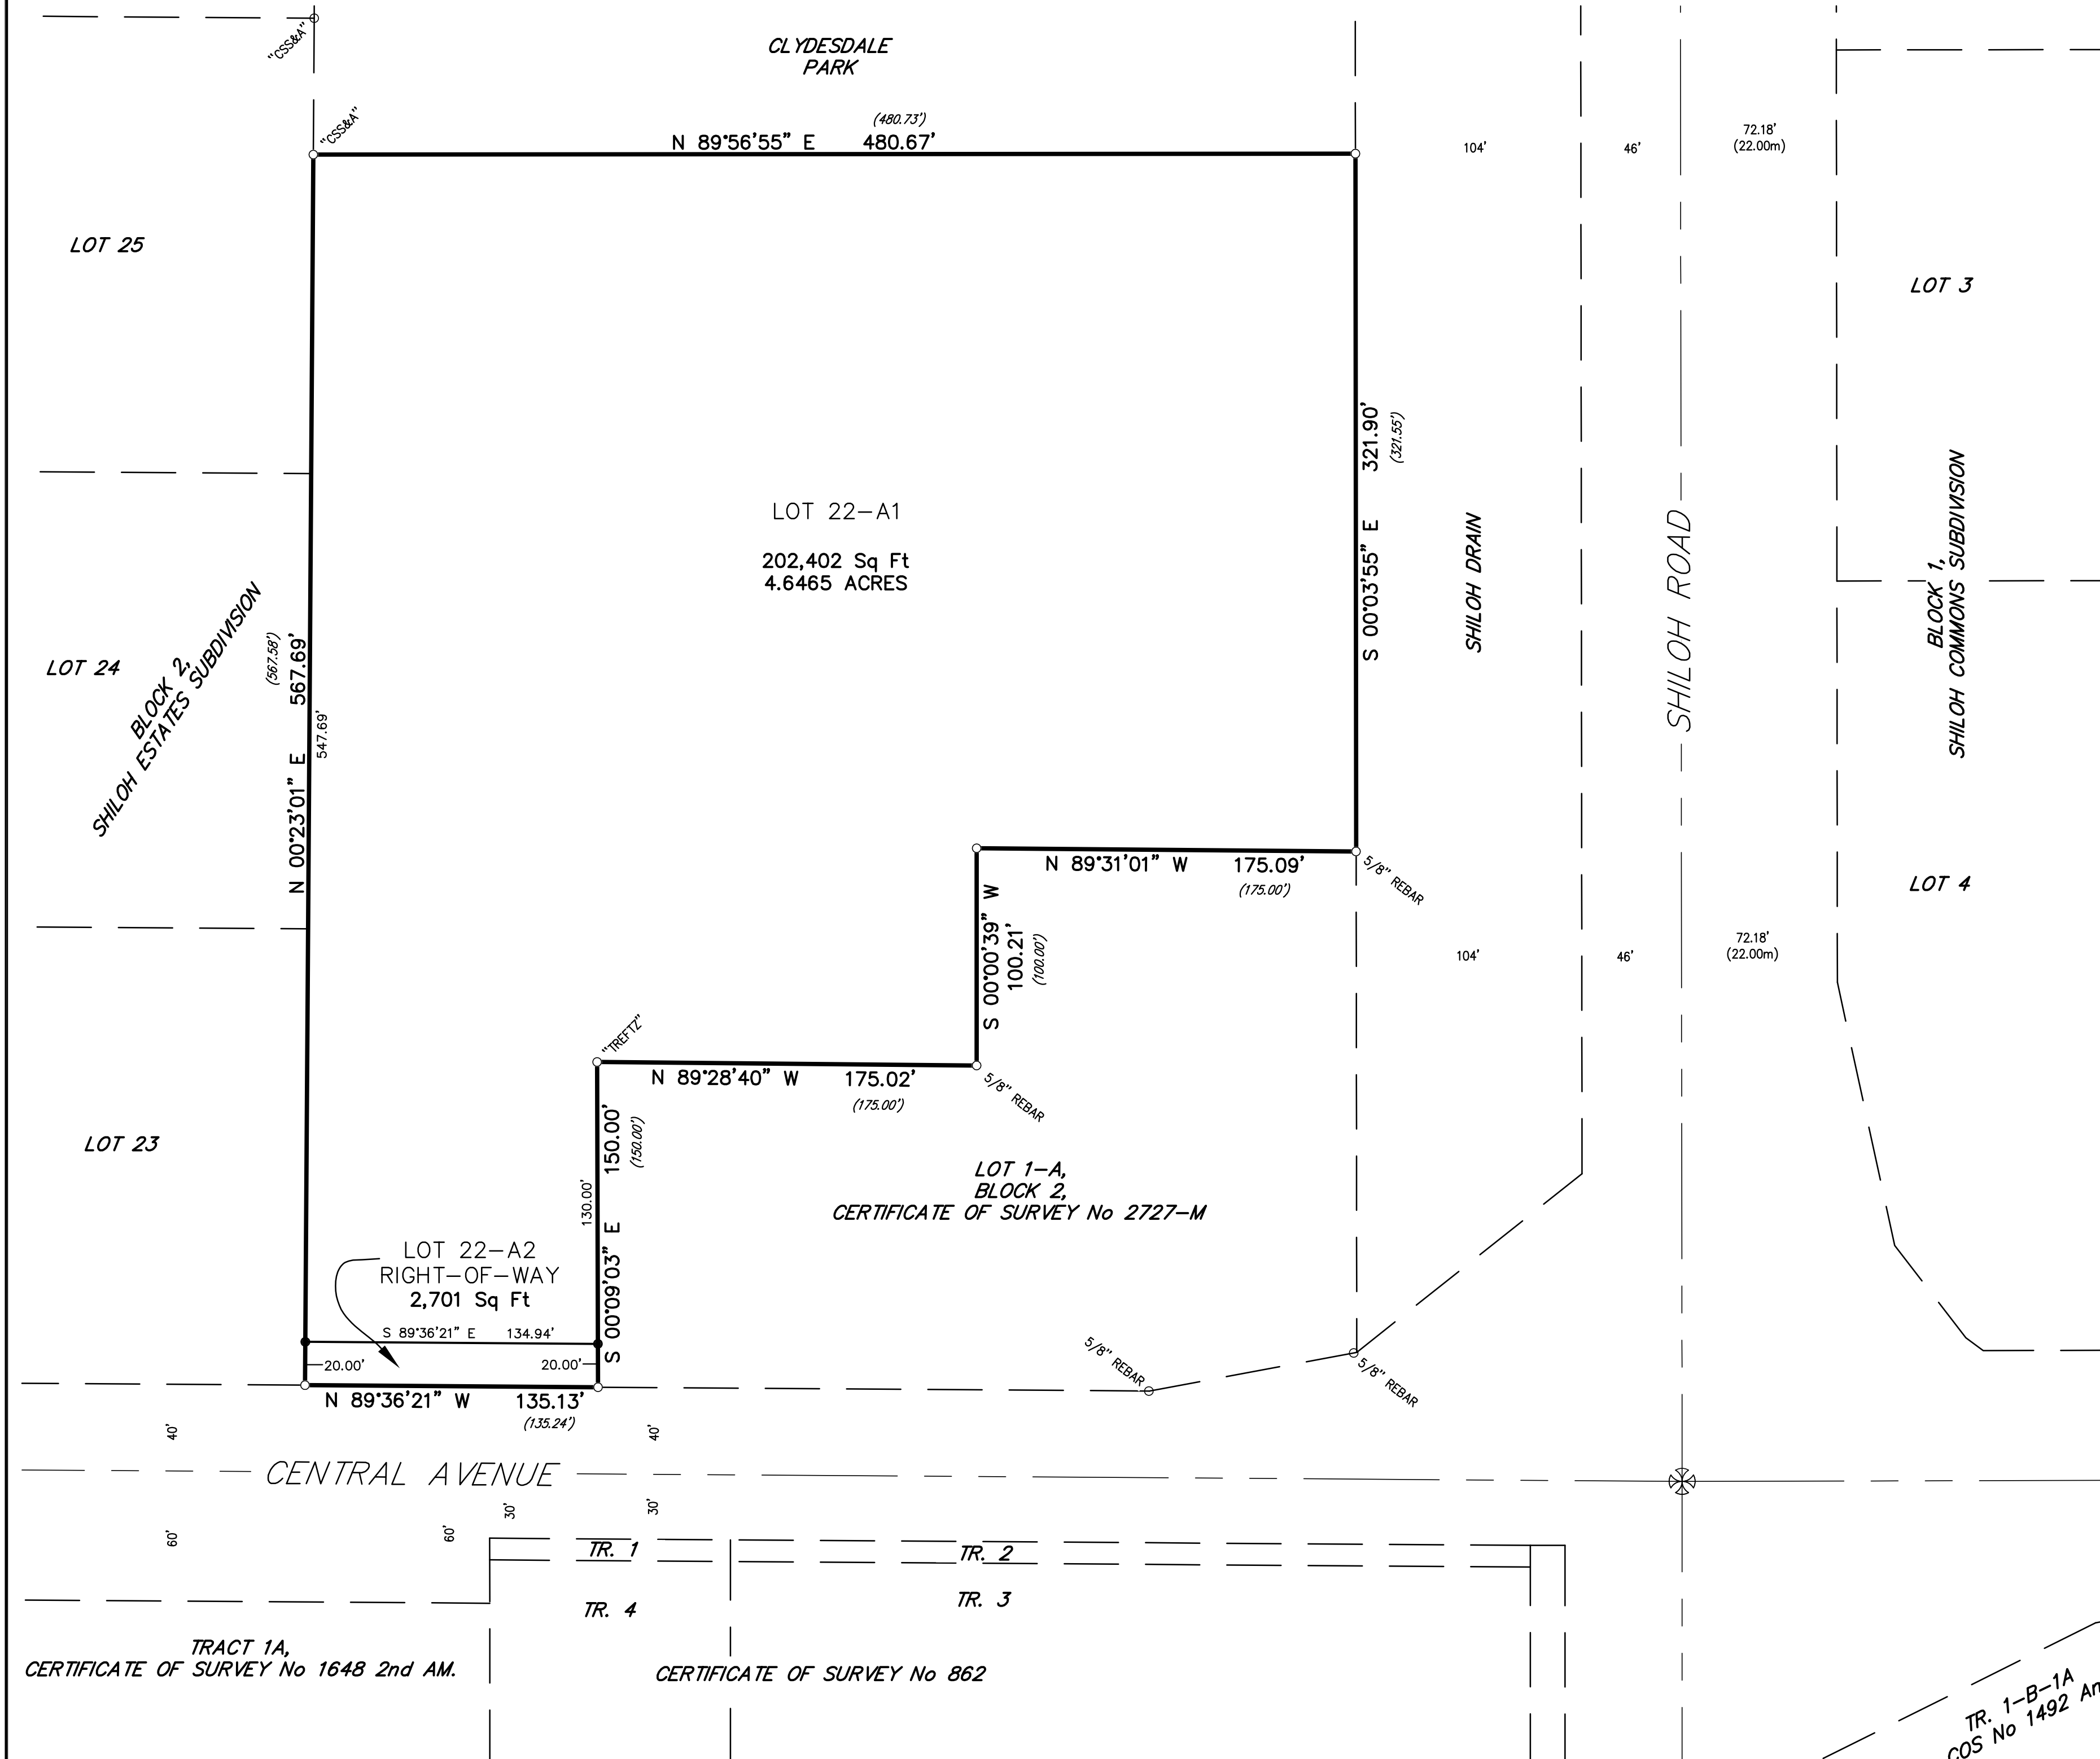 "CSS&A"
CLYDESDALE
PARK
"CSS&A"
(480.73')
N 89°56'55" E 480.67'
104'
46'
72.18'
(22.00m)
LOT 25
LOT 3
321.90'
(321.55')
S 00°03'55" E
LOT 22-A1
202,402 Sq Ft
4.6465 ACRES
SHILOH DRAIN
SHILOH ROAD
BLOCK 1,
SHILOH COMMONS SUBDIVISION
LOT 24
BLOCK 2,
SHILOH ESTATES SUBDIVISION
(567.58')
N 00°23'01" E 567.69'
547.69'
N 89°31'01" W 175.09'
(175.00')
5/8" REBAR
LOT 4
S 00°00'39" W
100.21'
(100.00')
104'
46'
72.18'
(22.00m)
"TREFTZ"
N 89°28'40" W 175.02'
(175.00')
5/8" REBAR
LOT 23
S 00°09'03" E 150.00'
(150.00')
130.00'
LOT 1-A,
BLOCK 2,
CERTIFICATE OF SURVEY No 2727-M
LOT 22-A2
RIGHT-OF-WAY
2,701 Sq Ft
S 89°36'21" E 134.94'
20.00'
20.00'
5/8" REBAR
5/8" REBAR
N 89°36'21" W 135.13'
(135.24')
40'
40'
CENTRAL AVENUE
60'
60'
30'
30'
TR. 1
TR. 2
TR. 4
TR. 3
TRACT 1A,
CERTIFICATE OF SURVEY No 1648 2nd AM.
CERTIFICATE OF SURVEY No 862
TR. 1-B-1A
COS No 1492